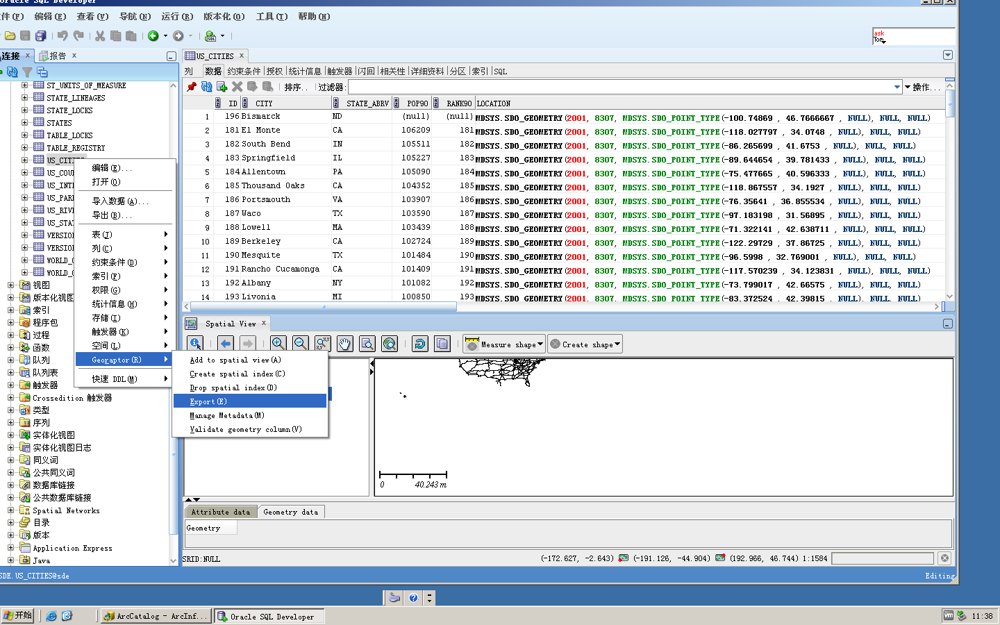 Oracle SQL Developer
件(F) 编辑(E) 查看(V) 导航(N) 运行(R) 版本化(O) 工具(T) 帮助(H)
ask
Tom
连接 报告 US_CITIES
列 数据 约束条件 授权 统计信息 触发器 闪回 相关性 详细资料 分区 索引 SQL
排序.. 过滤器: 操作...
ID CITY STATE_ABRV POP90 RANK90 LOCATION
1 196 Bismarck ND (null) (null) MDSYS.SDO_GEOMETRY(2001, 8307, MDSYS.SDO_POINT_TYPE(-100.74869 , 46.7666667 , NULL), NULL, NULL)
2 181 El Monte CA 106209 181 MDSYS.SDO_GEOMETRY(2001, 8307, MDSYS.SDO_POINT_TYPE(-118.027797 , 34.0748 , NULL), NULL, NULL)
3 182 South Bend IN 105511 182 MDSYS.SDO_GEOMETRY(2001, 8307, MDSYS.SDO_POINT_TYPE(-86.265699 , 41.6753 , NULL), NULL, NULL)
4 183 Springfield IL 105227 183 MDSYS.SDO_GEOMETRY(2001, 8307, MDSYS.SDO_POINT_TYPE(-89.644654 , 39.781433 , NULL), NULL, NULL)
5 184 Allentown PA 105090 184 MDSYS.SDO_GEOMETRY(2001, 8307, MDSYS.SDO_POINT_TYPE(-75.477665 , 40.596333 , NULL), NULL, NULL)
6 185 Thousand Oaks CA 104352 185 MDSYS.SDO_GEOMETRY(2001, 8307, MDSYS.SDO_POINT_TYPE(-118.867557 , 34.1927 , NULL), NULL, NULL)
7 186 Portsmouth VA 103907 186 MDSYS.SDO_GEOMETRY(2001, 8307, MDSYS.SDO_POINT_TYPE(-76.35641 , 36.855534 , NULL), NULL, NULL)
8 187 Waco TX 103590 187 MDSYS.SDO_GEOMETRY(2001, 8307, MDSYS.SDO_POINT_TYPE(-97.183198 , 31.56895 , NULL), NULL, NULL)
9 188 Lowell MA 103439 188 MDSYS.SDO_GEOMETRY(2001, 8307, MDSYS.SDO_POINT_TYPE(-71.322141 , 42.638711 , NULL), NULL, NULL)
10 189 Berkeley CA 102724 189 MDSYS.SDO_GEOMETRY(2001, 8307, MDSYS.SDO_POINT_TYPE(-122.29729 , 37.86725 , NULL), NULL, NULL)
11 190 Mesquite TX 101484 190 MDSYS.SDO_GEOMETRY(2001, 8307, MDSYS.SDO_POINT_TYPE(-96.5998 , 32.769001 , NULL), NULL, NULL)
12 191 Rancho Cucamonga CA 101409 191 MDSYS.SDO_GEOMETRY(2001, 8307, MDSYS.SDO_POINT_TYPE(-117.570239 , 34.123831 , NULL), NULL, NULL)
13 192 Albany NY 101082 192 MDSYS.SDO_GEOMETRY(2001, 8307, MDSYS.SDO_POINT_TYPE(-73.799017 , 42.66575 , NULL), NULL, NULL)
14 193 Livonia MI 100850 193 MDSYS.SDO_GEOMETRY(2001, 8307, MDSYS.SDO_POINT_TYPE(-83.372524 , 42.39815 , NULL), NULL, NULL)
ST_UNITS_OF_MEASURE
STATE_LINEAGES
STATE_LOCKS
STATES
TABLE_LOCKS
TABLE_REGISTRY
US_CITIES
US_COU
US_INT
US_PAR
US_RIV
US_STA
VERSIO
VERSIO
WORLD_
WORLD_
视图
版本化视图
索引
程序包
过程
函数
队列
队列表
触发器
Crossedition 触发器
类型
序列
实体化视图
实体化视图日志
同义词
公共同义词
数据库链接
公共数据库链接
Spatial Networks
目录
版本
Application Express
Java
编辑(E)...
打开(O)
导入数据(A)...
导出(B)...
表(T)
列(C)
约束条件(D)
索引(F)
权限(G)
统计信息(H)
存储(I)
触发器(K)
空间(L)
Georaptor(R)
快速 DDL(M)
Add to spatial view(A)
Create spatial index(C)
Drop spatial index(D)
Export(E)
Manage Metadata(M)
Validate geometry column(V)
Spatial View
X,Y
X,Y
Measure shape Create shape
0 40.243 m
Attribute data Geometry data
Geometry
SRID:NULL (-172.627, -2.643) (-191.126, -44.904) (192.966, 46.744) 1:1584
SDE.US_CITIES@sde Editing
开始 ArcCatalog - ArcInf... Oracle SQL Developer vm 11:38